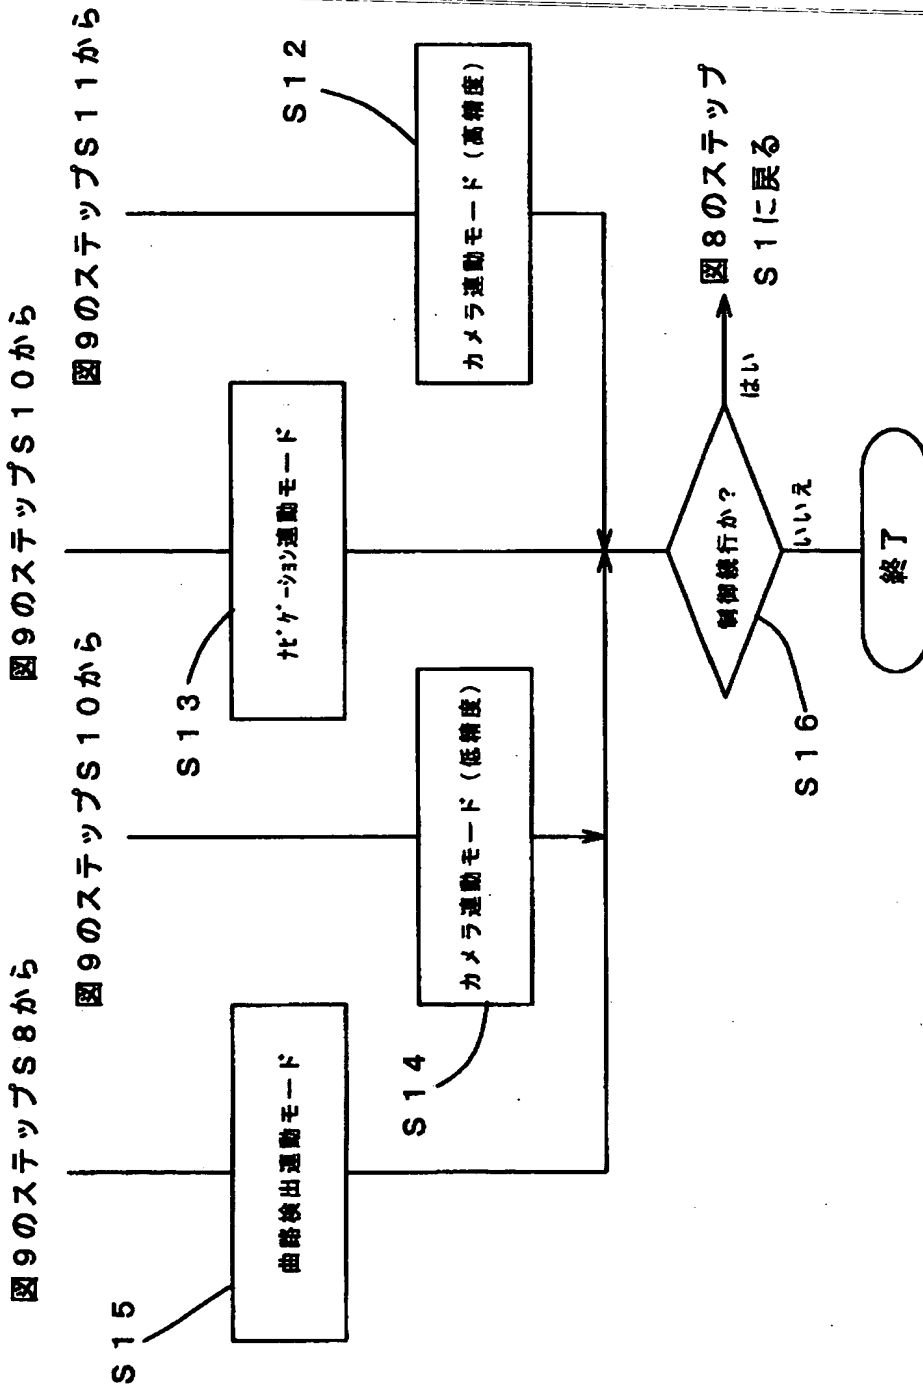 図9のステップS8から
図9のステップS10から
図9のステップS10から
図9のステップS11から
S15
曲路検出連動モード
S13
ナビゲーション連動モード
S14
カメラ連動モード(低精度)
S12
カメラ連動モード(高精度)
S16
制御続行か?
はい
図8のステップ
S1に戻る
いいえ
終了